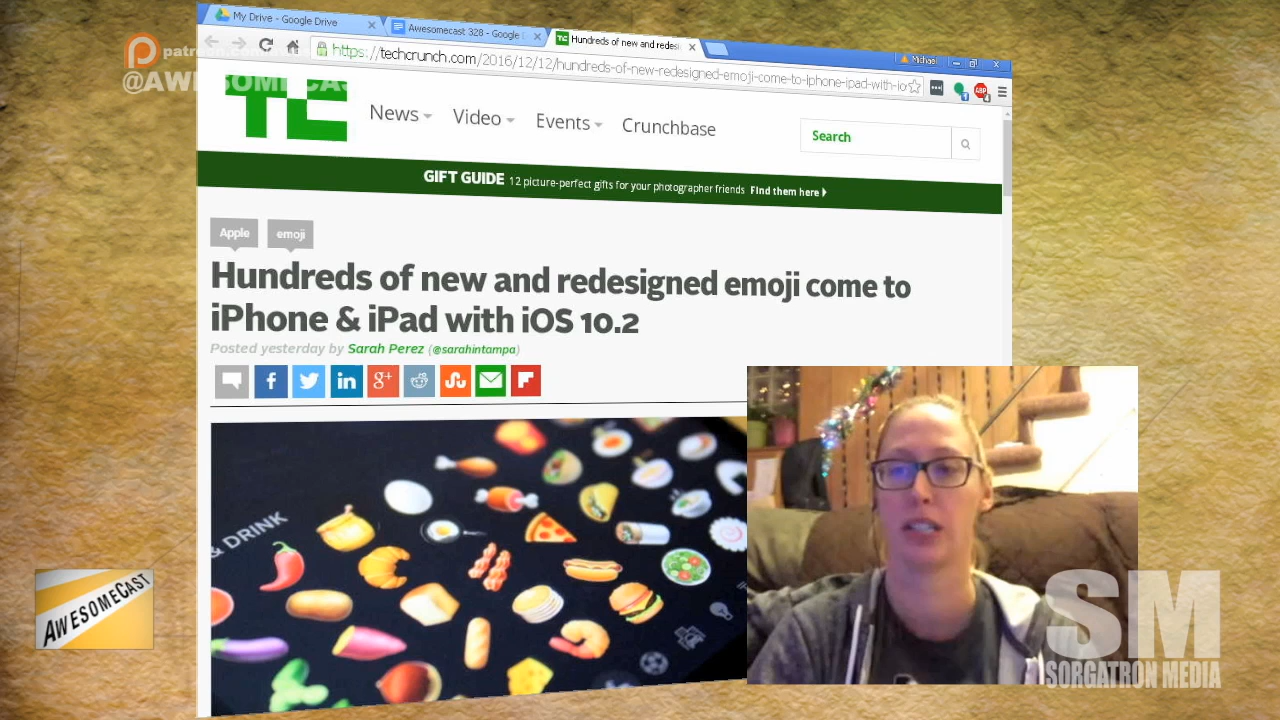 My Drive - Google Drive
Awesomecast 328 - Google
Hundreds of new and redesi
Michael
https://techcrunch.com/2016/12/12/hundreds-of-new-redesigned-emoji-come-to-iphone-ipad-with-io
@AWESOMECAS
News
Video
Events
Crunchbase
Search
GIFT GUIDE 12 picture-perfect gifts for your photographer friends Find them here
Apple
emoji
Hundreds of new and redesigned emoji come to
iPhone & iPad with iOS 10.2
Posted yesterday by Sarah Perez (@sarahintampa)
& DRINK
AWESOMECAST
SM
SORGATRON MEDIA